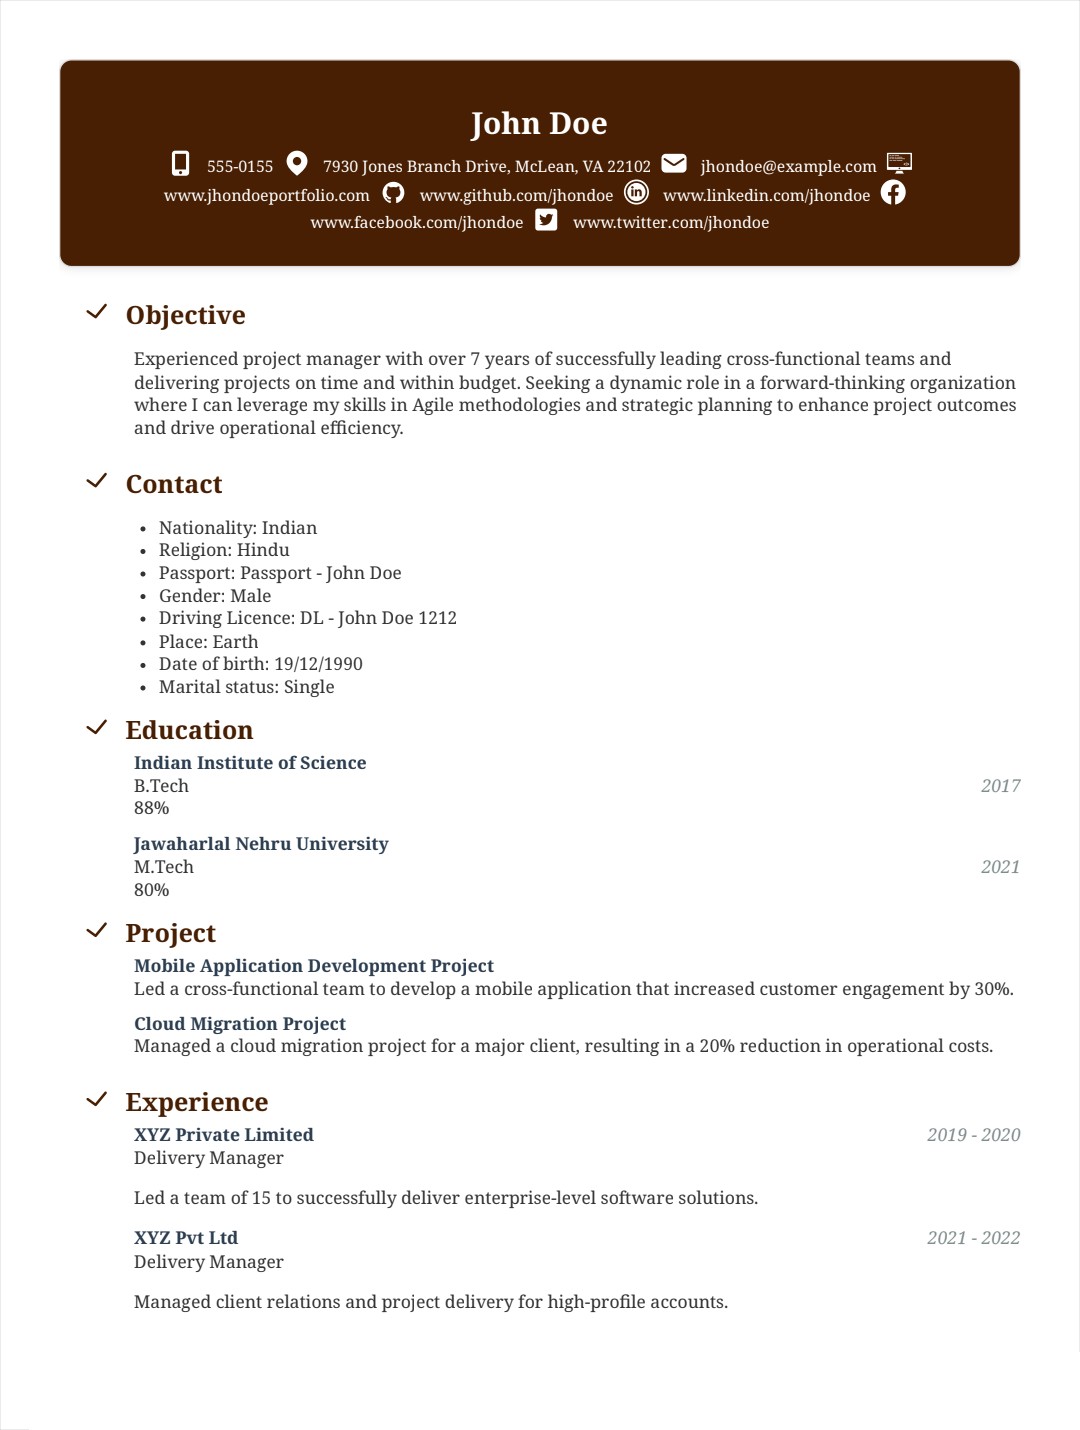 John Doe
555-0155 7930 Jones Branch Drive, McLean, VA 22102 jhondoe@example.com
www.jhondoeportfolio.com www.github.com/jhondoe www.linkedin.com/jhondoe
www.facebook.com/jhondoe www.twitter.com/jhondoe
Objective
Experienced project manager with over 7 years of successfully leading cross-functional teams and
delivering projects on time and within budget. Seeking a dynamic role in a forward-thinking organization
where I can leverage my skills in Agile methodologies and strategic planning to enhance project outcomes
and drive operational efficiency.
Contact
• Nationality: Indian
• Religion: Hindu
• Passport: Passport - John Doe
• Gender: Male
• Driving Licence: DL - John Doe 1212
• Place: Earth
• Date of birth: 19/12/1990
• Marital status: Single
Education
Indian Institute of Science
B.Tech 2017
88%
Jawaharlal Nehru University
M.Tech 2021
80%
Project
Mobile Application Development Project
Led a cross-functional team to develop a mobile application that increased customer engagement by 30%.
Cloud Migration Project
Managed a cloud migration project for a major client, resulting in a 20% reduction in operational costs.
Experience
XYZ Private Limited 2019 - 2020
Delivery Manager
Led a team of 15 to successfully deliver enterprise-level software solutions.
XYZ Pvt Ltd 2021 - 2022
Delivery Manager
Managed client relations and project delivery for high-profile accounts.